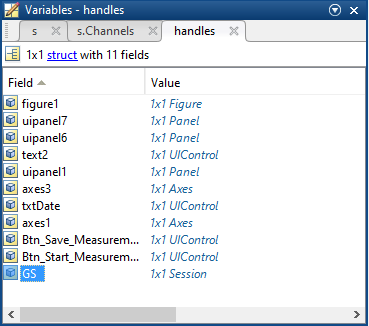 Variables - handles
s s.Channels handles
1x1 struct with 11 fields
Field Value
figure1 1x1 Figure
uipanel7 1x1 Panel
uipanel6 1x1 Panel
text2 1x1 UIControl
uipanel1 1x1 Panel
axes3 1x1 Axes
txtDate 1x1 UIControl
axes1 1x1 Axes
Btn_Save_Measurem... 1x1 UIControl
Btn_Start_Measurem... 1x1 UIControl
GS 1x1 Session